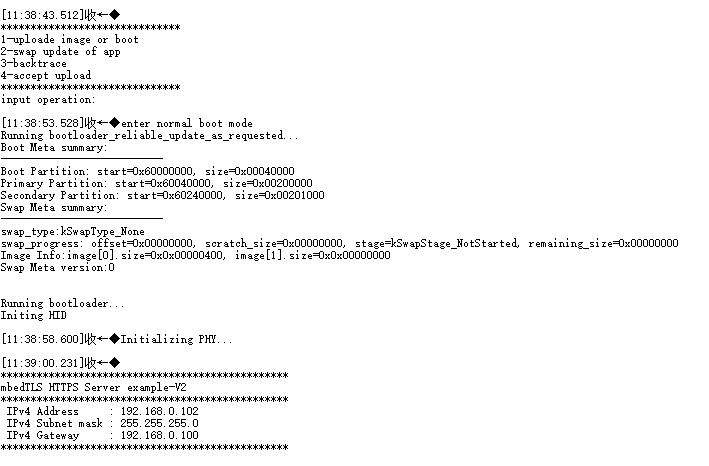 [11:38:43.512]收←◆
******************************
1-uploade image or boot
2-swap update of app
3-backtrace
4-accept upload
******************************
input operation:
[11:38:53.528]收←◆enter normal boot mode
Running bootloader_reliable_update_as_requested...
Boot Meta summary:
---------------------------
Boot Partition: start=0x60000000, size=0x00040000
Primary Partition: start=0x60040000, size=0x00200000
Secondary Partition: start=0x60240000, size=0x00201000
Swap Meta summary:
---------------------------
swap_type:kSwapType_None
swap_progress: offset=0x00000000, scratch_size=0x00000000, stage=kSwapStage_NotStarted, remaining_size=0x00000000
Image Info:image[0].size=0x0x00000400, image[1].size=0x0x00000000
Swap Meta version:0
Running bootloader...
Initing HID
[11:38:58.600]收←◆Initializing PHY...
[11:39:00.231]收←◆
************************************************
mbedTLS HTTPS Server example-V2
************************************************
IPv4 Address     : 192.168.0.102
IPv4 Subnet mask : 255.255.255.0
IPv4 Gateway     : 192.168.0.100
************************************************